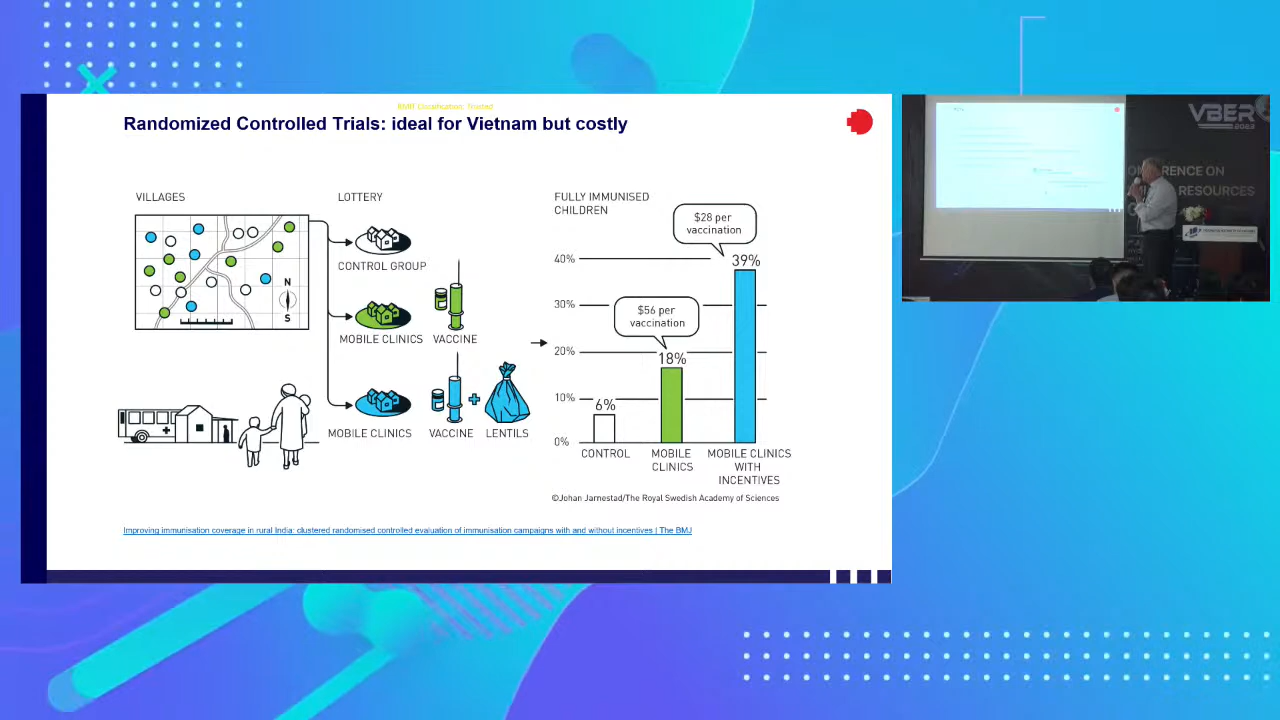 Randomized Controlled Trials: ideal for Vietnam but costly
VILLAGES
N
S
LOTTERY
CONTROL GROUP
MOBILE CLINICS
VACCINE
MOBILE CLINICS
VACCINE
+
LENTILS
FULLY IMMUNISED
CHILDREN
$28 per
vaccination
$56 per
vaccination
40%
30%
20%
10%
0%
6%
18%
39%
CONTROL
MOBILE
CLINICS
MOBILE CLINICS
WITH
INCENTIVES
©Johan Jarnestad/The Royal Swedish Academy of Sciences
Improving immunisation coverage in rural India: clustered randomised controlled evaluation of immunisation campaigns with and without incentives | The BMJ
VBER
2023
RESOURCES